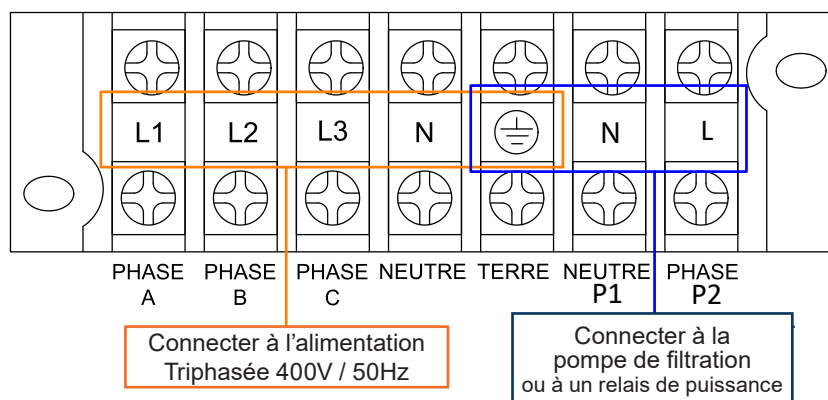 L1 L2 L3 N N L
PHASE PHASE PHASE NEUTRE TERRE NEUTRE PHASE
A B C P1 P2
Connecter à l'alimentation
Triphasée 400V / 50Hz
Connecter à la
pompe de filtration
ou à un relais de puissance